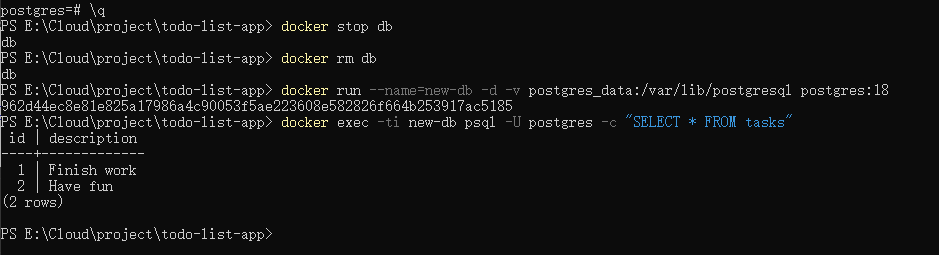 postgres=# \q
PS E:\Cloud\project\todo-list-app> docker stop db
db
PS E:\Cloud\project\todo-list-app> docker rm db
db
PS E:\Cloud\project\todo-list-app> docker run --name=new-db -d -v postgres_data:/var/lib/postgresql postgres:18
962d44ec8e81e825a17986a4c90053f5ae223608e582826f664b253917ac5185
PS E:\Cloud\project\todo-list-app> docker exec -ti new-db psql -U postgres -c "SELECT * FROM tasks"
 id | description
----+-------------
  1 | Finish work
  2 | Have fun
(2 rows)
PS E:\Cloud\project\todo-list-app>